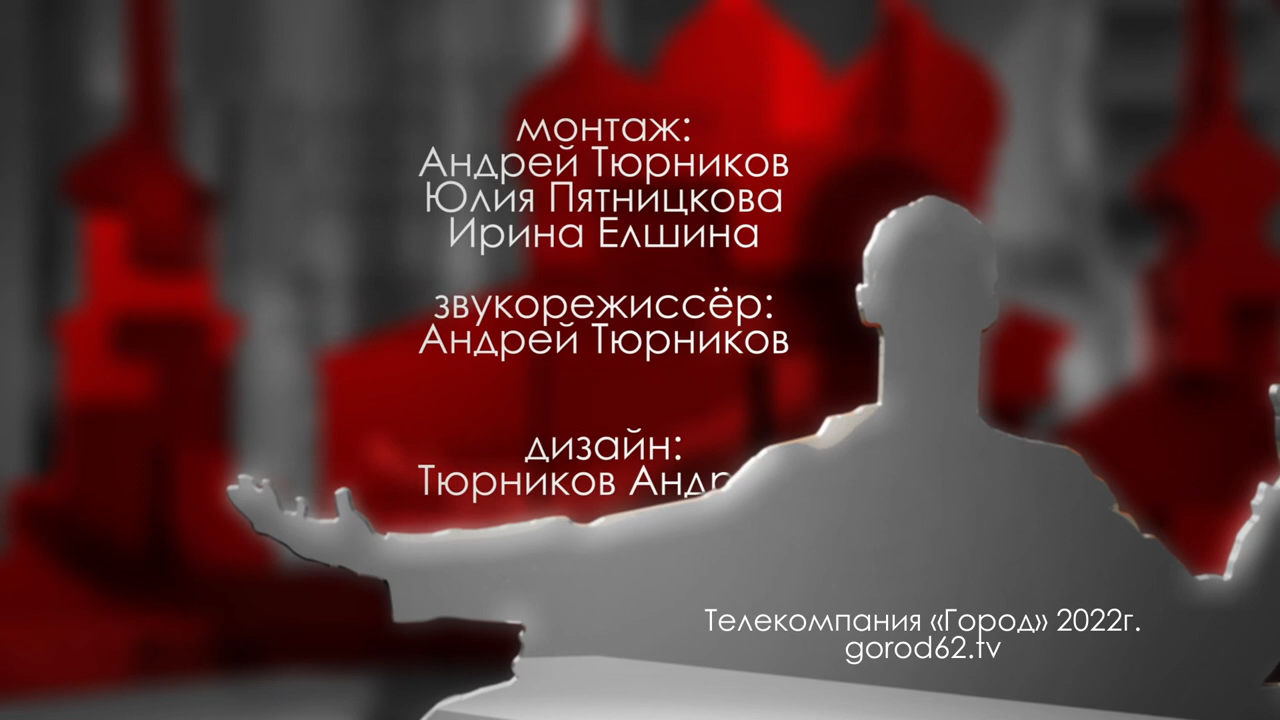 монтаж:
Андрей Тюрников
Юлия Пятницкова
Ирина Елшина
звукорежиссёр:
Андрей Тюрников
дизайн:
Тюрников
Телекомпания «Город» 2022г.
gorod62.tv